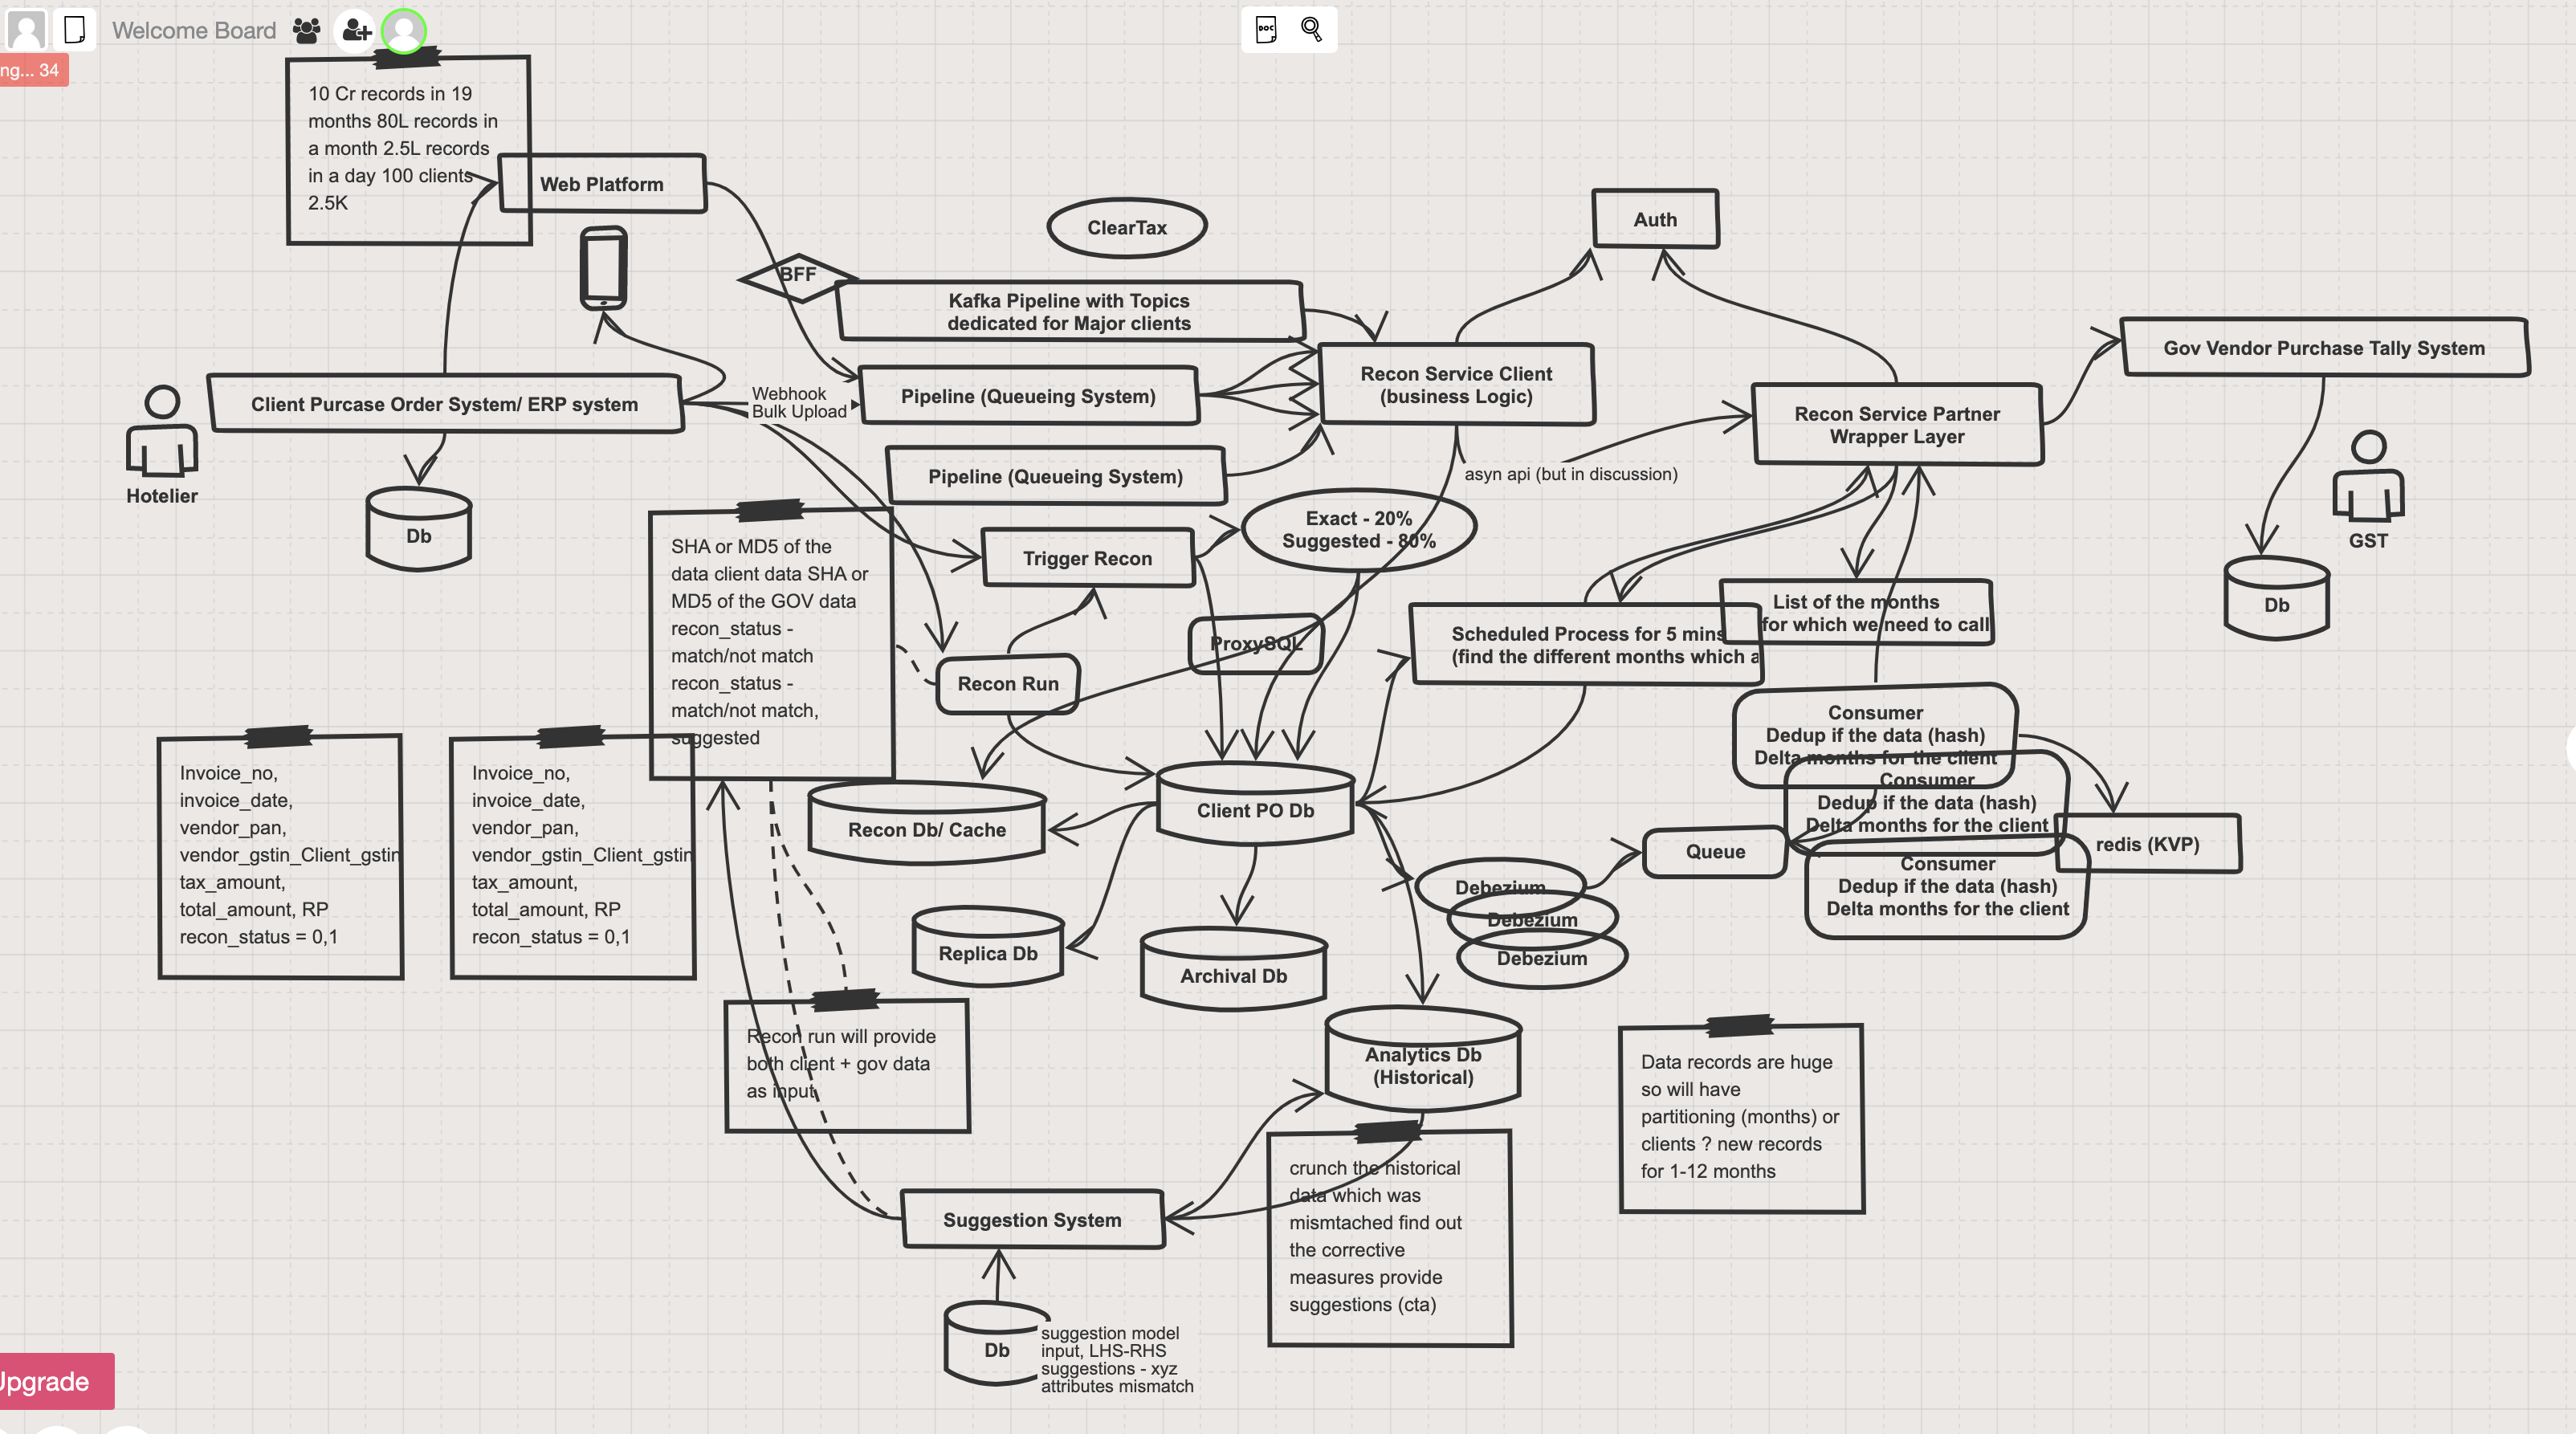 Welcome Board
ng... 34
DOC
10 Cr records in 19
months 80L records in
a month 2.5L records
in a day 100 clients
2.5K
Web Platform
ClearTax
Auth
BFF
Kafka Pipeline with Topics
dedicated for Major clients
Gov Vendor Purchase Tally System
Client Purcase Order System/ ERP system
Webhook
Bulk Upload
Pipeline (Queueing System)
Recon Service Client
(business Logic)
Recon Service Partner
Wrapper Layer
Pipeline (Queueing System)
asyn api (but in discussion)
Hotelier
Db
GST
Exact - 20%
Suggested - 80%
Trigger Recon
SHA or MD5 of the
data client data SHA or
MD5 of the GOV data
recon_status -
match/not match
recon_status -
match/not match,
suggested
ProxySQL
Scheduled Process for 5 mins
(find the different months which a
List of the months
for which we need to call
Db
Recon Run
Consumer
Dedup if the data (hash)
Delta months for the client
Consumer
Dedup if the data (hash)
Delta months for the client
Consumer
Dedup if the data (hash)
Delta months for the client
redis (KVP)
Queue
Invoice_no,
invoice_date,
vendor_pan,
vendor_gstin_Client_gstin
tax_amount,
total_amount, RP
recon_status = 0,1
Invoice_no,
invoice_date,
vendor_pan,
vendor_gstin_Client_gstin
tax_amount,
total_amount, RP
recon_status = 0,1
Recon Db/ Cache
Client PO Db
Debezium
Debezium
Debezium
Replica Db
Archival Db
Recon run will provide
both client + gov data
as input
Analytics Db
(Historical)
Data records are huge
so will have
partitioning (months) or
clients ? new records
for 1-12 months
crunch the historical
data which was
mismtached find out
the corrective
measures provide
suggestions (cta)
Suggestion System
Db
suggestion model
input, LHS-RHS
suggestions - xyz
attributes mismatch
Upgrade